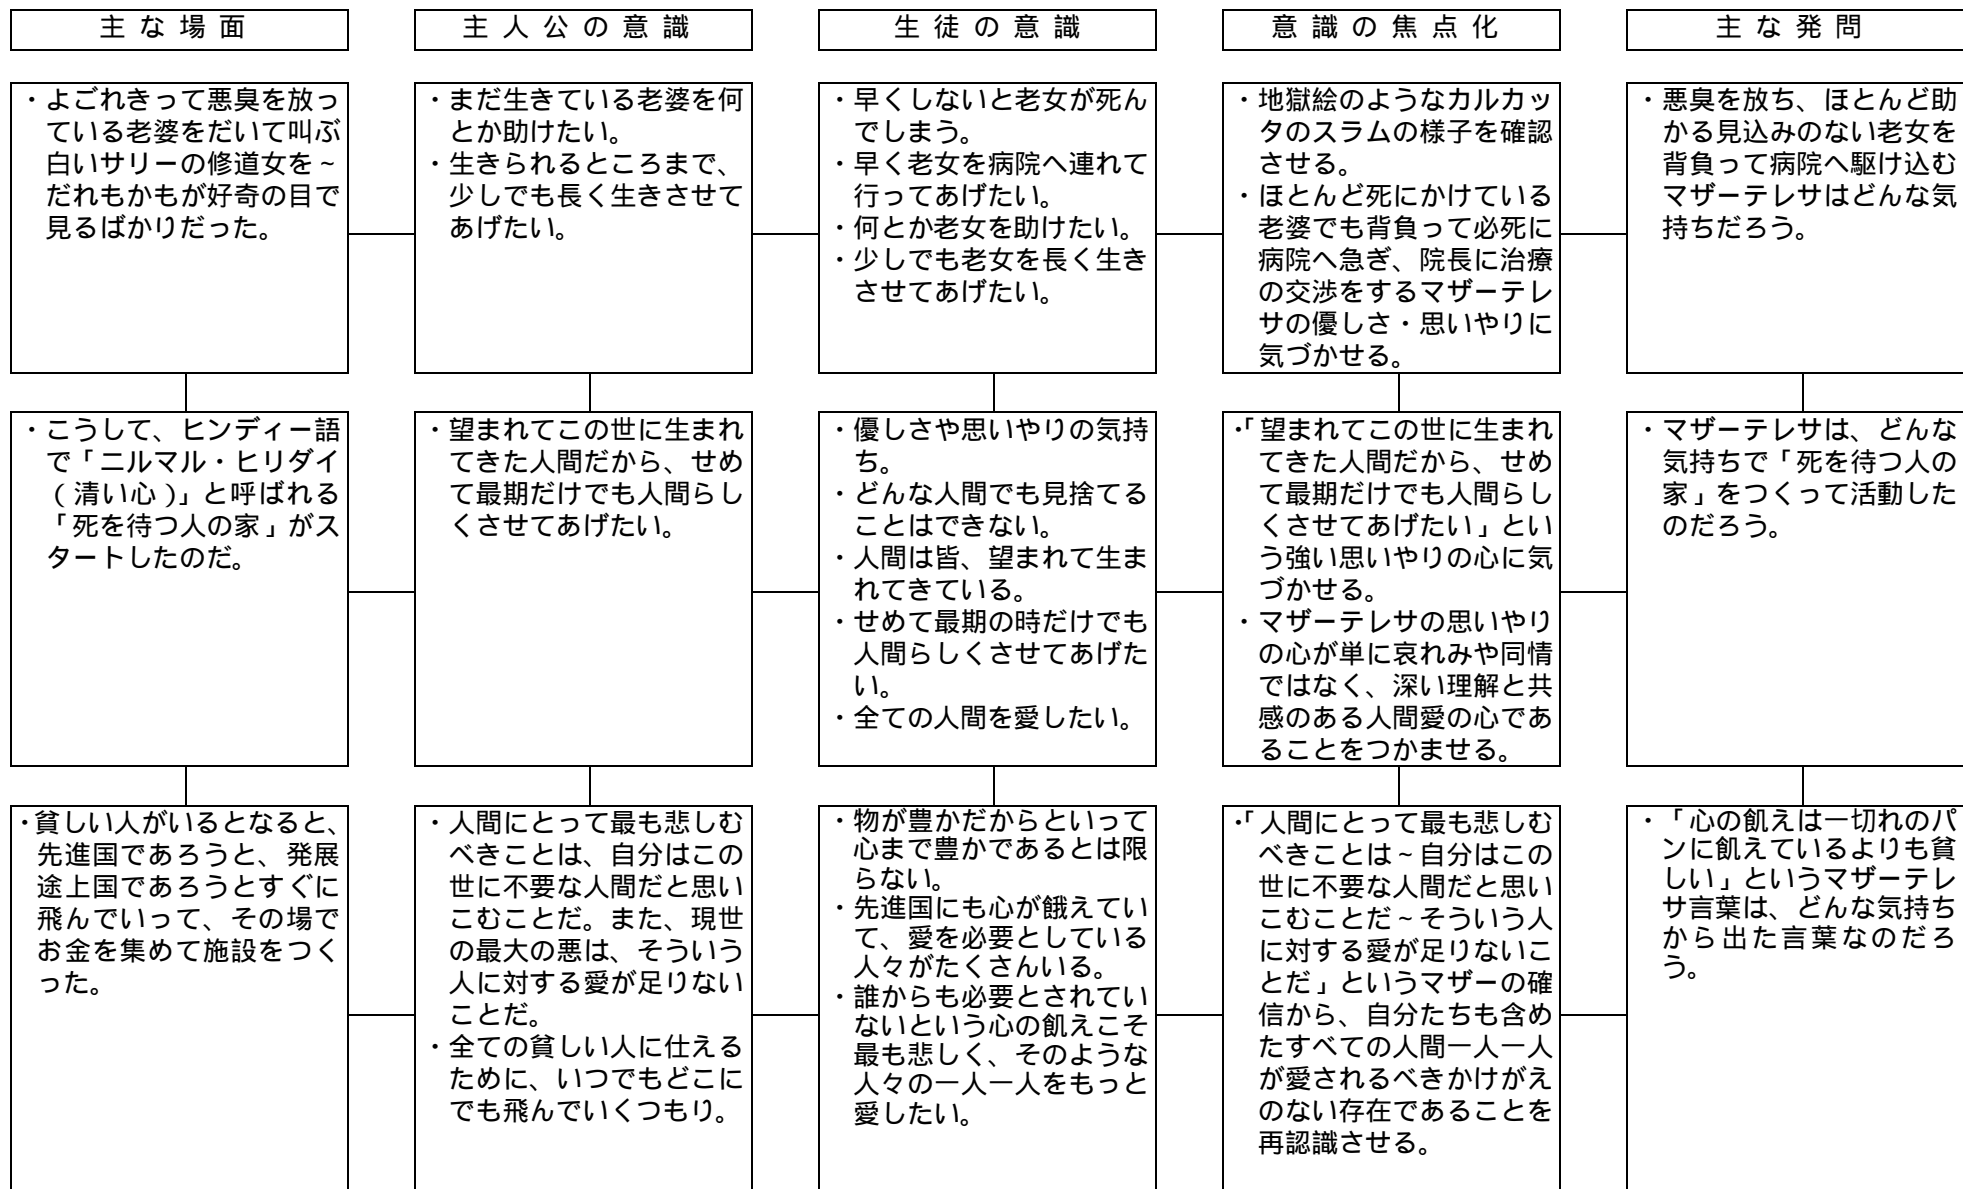 主な場面
主人公の意識
生徒の意識
意識の焦点化
主な発問
・よごれきって悪臭を放っ
ている老婆をだいて叫ぶ
白いサリーの修道女を~
だれもかもが好奇の目で
見るばかりだった。
・まだ生きている老婆を何
とか助けたい。
・生きられるところまで、
少しでも長く生きさせて
あげたい。
・早くしないと老女が死ん
でしまう。
・早く老女を病院へ連れて
行ってあげたい。
・何とか老女を助けたい。
・少しでも老女を長く生き
させてあげたい。
・地獄絵のようなカルカッ
タのスラムの様子を確認
させる。
・ほとんど死にかけている
老婆でも背負って必死に
病院へ急ぎ、院長に治療
の交渉をするマザーテレ
サの優しさ・思いやりに
気づかせる。
・悪臭を放ち、ほとんど助
かる見込みのない老女を
背負って病院へ駆け込む
マザーテレサはどんな気
持ちだろう。
・こうして、ヒンディー語
で「ニルマル・ヒリダイ
(清い心)」と呼ばれる
「死を待つ人の家」がス
タートしたのだ。
・望まれてこの世に生まれ
てきた人間だから、せめ
て最期だけでも人間らし
くさせてあげたい。
・優しさや思いやりの気持
ち。
・どんな人間でも見捨てる
ことはできない。
・人間は皆、望まれて生ま
れてきている。
・せめて最期の時だけでも
人間らしくさせてあげた
い。
・全ての人間を愛したい。
・「望まれてこの世に生まれ
てきた人間だから、せめ
て最期だけでも人間らし
くさせてあげたい」とい
う強い思いやりの心に気
づかせる。
・マザーテレサの思いやり
の心が単に哀れみや同情
ではなく、深い理解と共
感のある人間愛の心であ
ることをつかませる。
・マザーテレサは、どんな
気持ちで「死を待つ人の
家」をつくって活動した
のだろう。
・貧しい人がいるとなると、
先進国であろうと、発展
途上国であろうとすぐに
飛んでいって、その場で
お金を集めて施設をつく
った。
・人間にとって最も悲しむ
べきことは、自分はこの
世に不要な人間だと思い
こむことだ。また、現世
の最大の悪は、そういう
人に対する愛が足りない
ことだ。
・全ての貧しい人に仕える
ために、いつでもどこに
でも飛んでいくつもり。
・物が豊かだからといって
心まで豊かであるとは限
らない。
・先進国にも心が餓えてい
て、愛を必要としている
人々がたくさんいる。
・誰からも必要とされてい
ないという心の飢えこそ
最も悲しく、そのような
人々の一人一人をもっと
愛したい。
・「人間にとって最も悲しむ
べきことは~自分はこの
世に不要な人間だと思い
こむことだ~そういう人
に対する愛が足りないこ
とだ」というマザーの確
信から、自分たちも含め
たすべての人間一人一人
が愛されるべきかけがえ
のない存在であることを
再認識させる。
・「心の飢えは一切れのパ
ンに飢えているよりも貧
しい」というマザーテレ
サ言葉は、どんな気持ち
から出た言葉なのだろ
う。